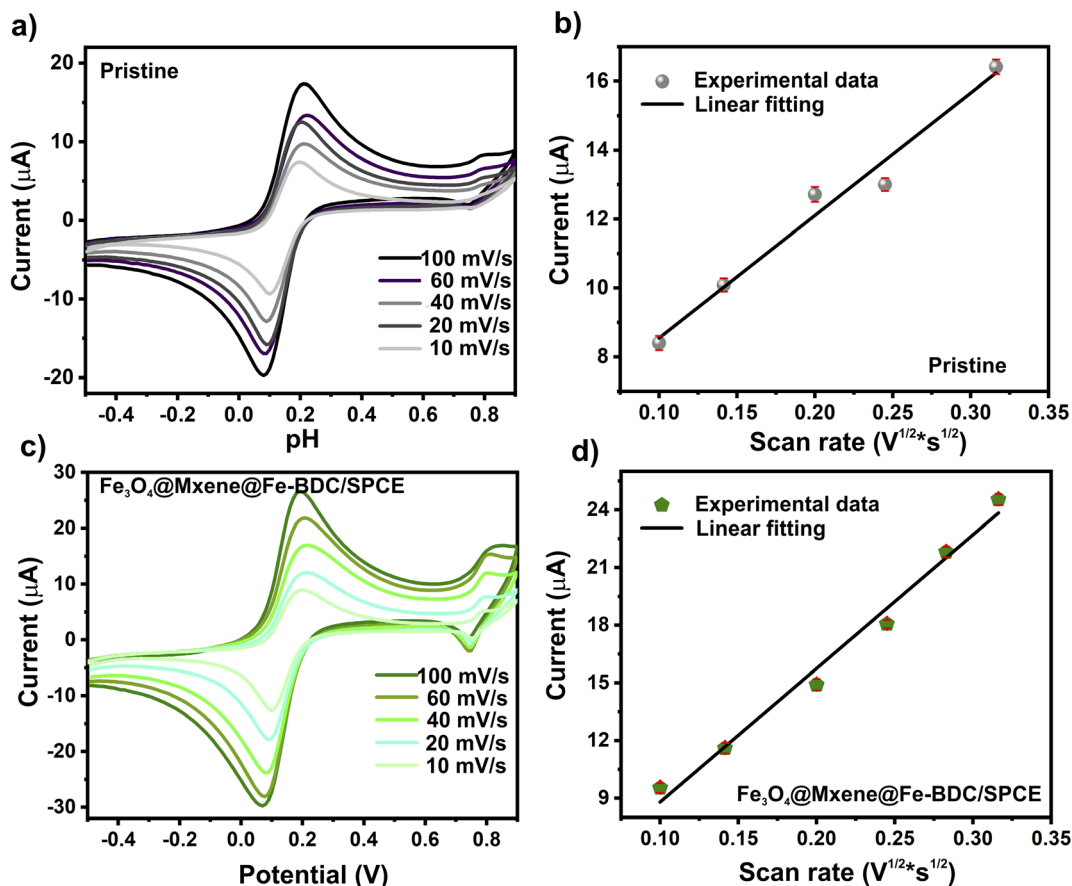 a)
Pristine
20
10
0
-10
-20
Current (μA)
100 mV/s
60 mV/s
40 mV/s
20 mV/s
10 mV/s
-0.4 -0.2 0.0 0.2 0.4 0.6 0.8
pH
b)
Experimental data
Linear fitting
16
14
12
10
8
Current (μA)
Pristine
0.10 0.15 0.20 0.25 0.30 0.35
Scan rate (V^1/2*s^1/2)
c)
Fe₃O₄@Mxene@Fe-BDC/SPCE
30
20
10
0
-10
-20
-30
Current (μA)
100 mV/s
60 mV/s
40 mV/s
20 mV/s
10 mV/s
-0.4 -0.2 0.0 0.2 0.4 0.6 0.8
Potential (V)
d)
Experimental data
Linear fitting
24
21
18
15
12
9
Current (μA)
Fe₃O₄@Mxene@Fe-BDC/SPCE
0.10 0.15 0.20 0.25 0.30 0.35
Scan rate (V^1/2*s^1/2)